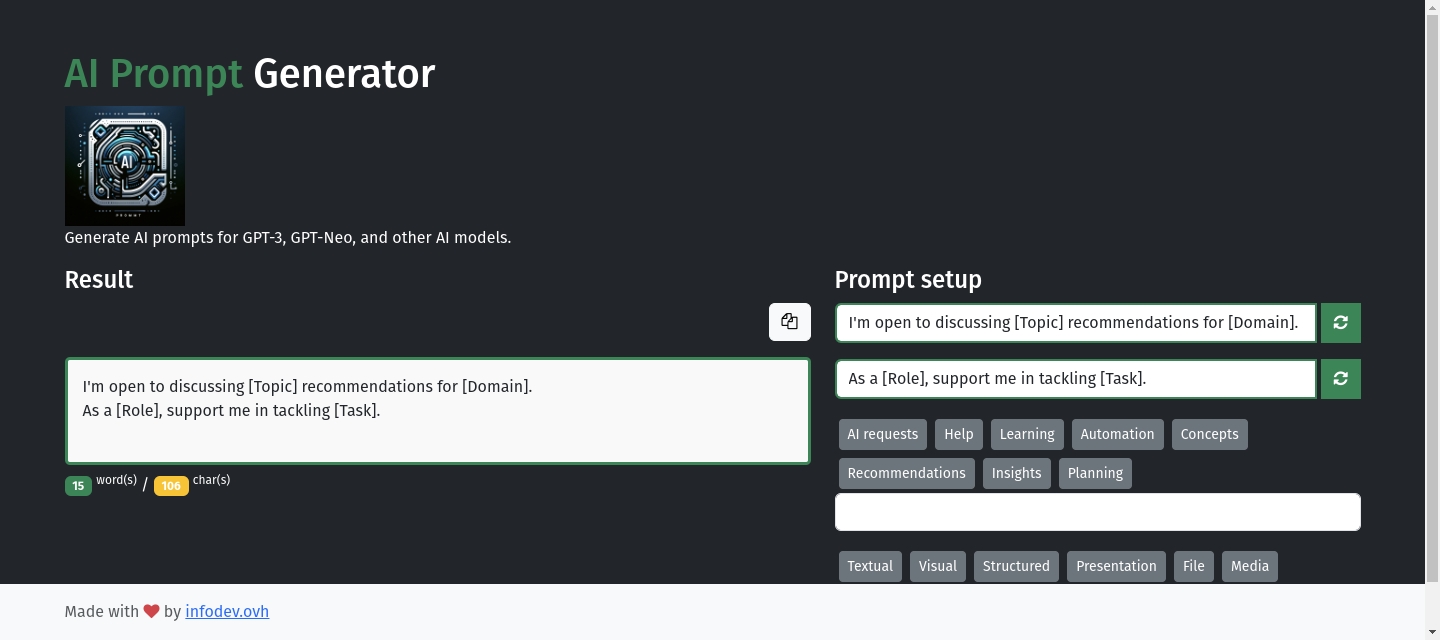 AI Prompt Generator
AI
PROMPT
Generate AI prompts for GPT-3, GPT-Neo, and other AI models.
Result
I'm open to discussing [Topic] recommendations for [Domain].
As a [Role], support me in tackling [Task].
15 word(s) / 106 char(s)
Prompt setup
I'm open to discussing [Topic] recommendations for [Domain].
As a [Role], support me in tackling [Task].
AI requests Help Learning Automation Concepts
Recommendations Insights Planning
Textual Visual Structured Presentation File Media
Made with ❤ by infodev.ovh